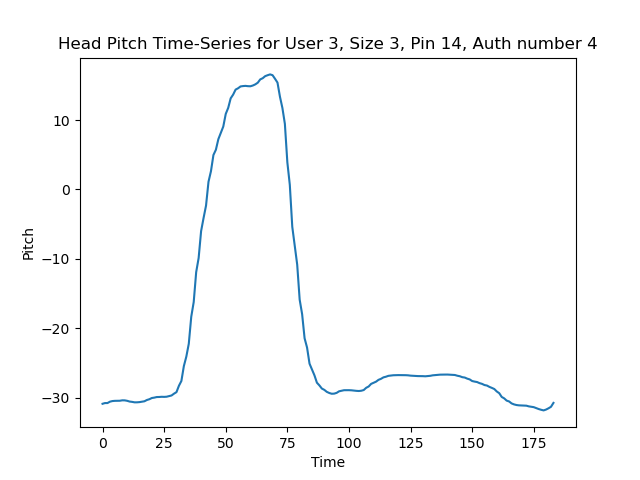 Head Pitch Time-Series for User 3, Size 3, Pin 14, Auth number 4
10
0
−10
−20
−30
Pitch
0 25 50 75 100 125 150 175
Time